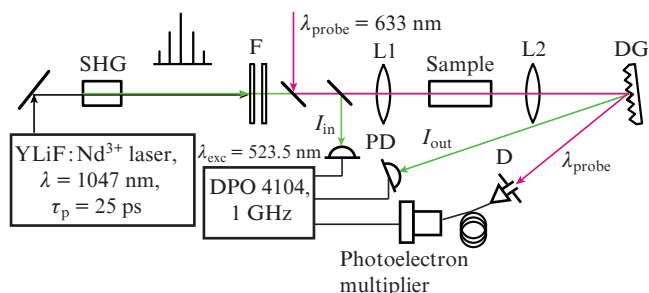 λprobe = 633 nm
SHG
F
L1
Sample
L2
DG
Iin
PD
Iout
λexc = 523.5 nm
D
λprobe
YLiF: Nd³⁺ laser,
λ = 1047 nm,
τp = 25 ps
DPO 4104,
1 GHz
Photoelectron
multiplier